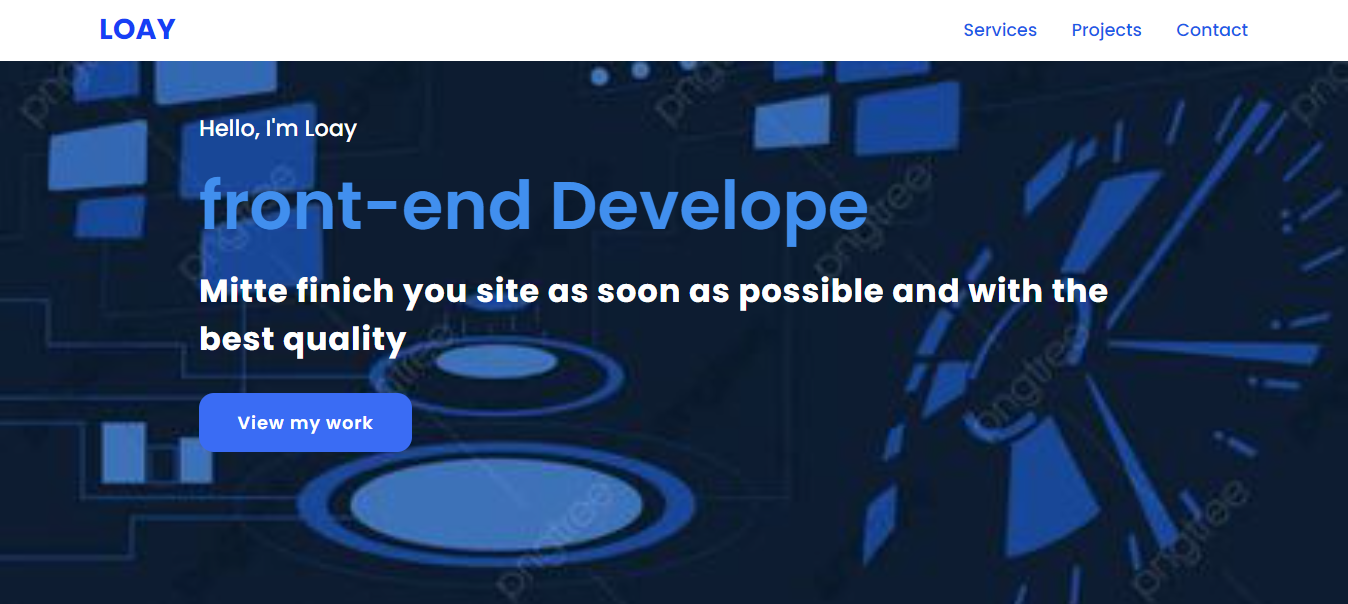 LOAY
Services Projects Contact
Hello, I'm Loay
front-end Develope
Mitte finich you site as soon as possible and with the
best quality
View my work
pngtree
pngtree
pngtree
pngtree
pngtree
pngtree
pngtree